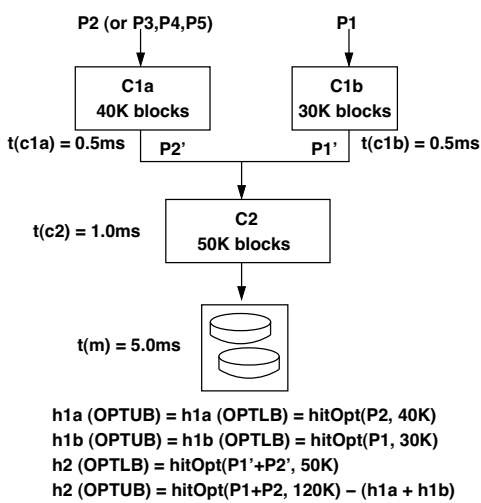 P2 (or P3,P4,P5)
P1
C1a
40K blocks
C1b
30K blocks
t(c1a) = 0.5ms
P2’
P1’
t(c1b) = 0.5ms
C2
50K blocks
t(c2) = 1.0ms
t(m) = 5.0ms
h1a (OPTUB) = h1a (OPTLB) = hitOpt(P2, 40K)
h1b (OPTUB) = h1b (OPTLB) = hitOpt(P1, 30K)
h2 (OPTLB) = hitOpt(P1’+P2’, 50K)
h2 (OPTUB) = hitOpt(P1+P2, 120K) − (h1a + h1b)